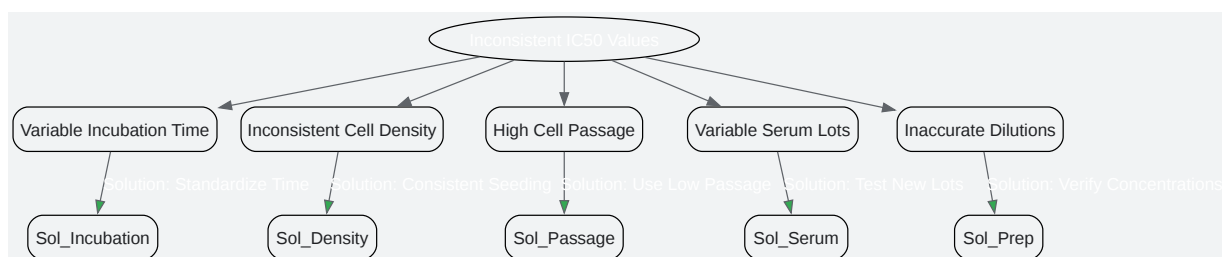 Inconsistent IC50 Values
Variable Incubation Time
Inconsistent Cell Density
High Cell Passage
Variable Serum Lots
Inaccurate Dilutions
Solution: Standardize Time
Solution: Consistent Seeding
Solution: Use Low Passage
Solution: Test New Lots
Solution: Verify Concentrations
Sol_Incubation
Sol_Density
Sol_Passage
Sol_Serum
Sol_Prep